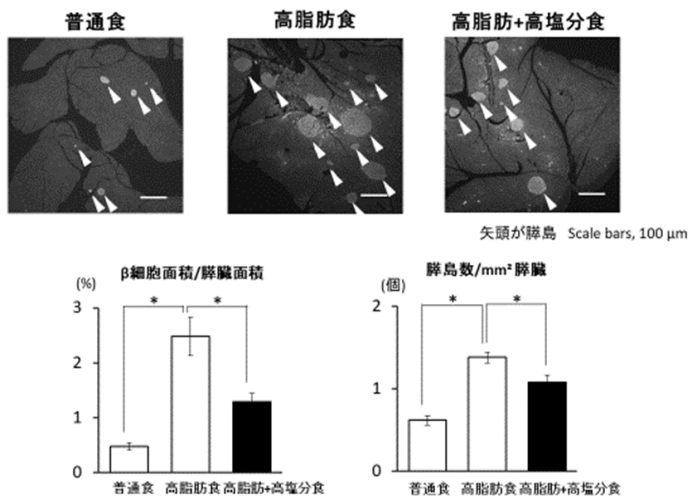 普通食
高脂肪食
高脂肪+高塩分食
矢頭が膵島 Scale bars, 100 μm
β細胞面積/膵臓面積
(%)
3
2
1
0
*
*
普通食
高脂肪食
高脂肪+高塩分食
膵島数/mm²膵臓
(個)
2
1
0
*
*
普通食
高脂肪食
高脂肪+高塩分食